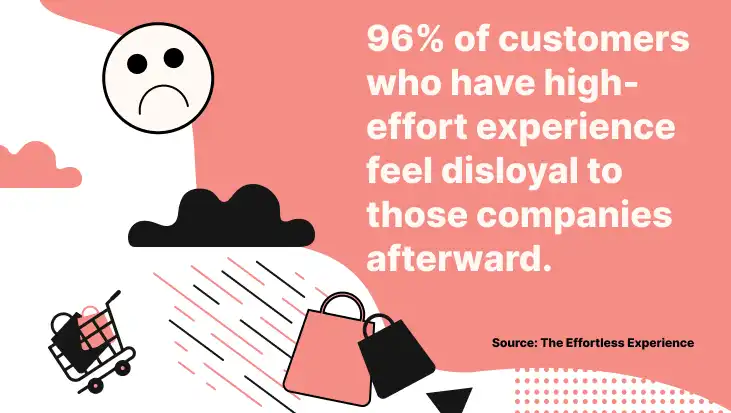 96% of customers
who have high-
effort experience
feel disloyal to
those companies
afterward.
Source: The Effortless Experience